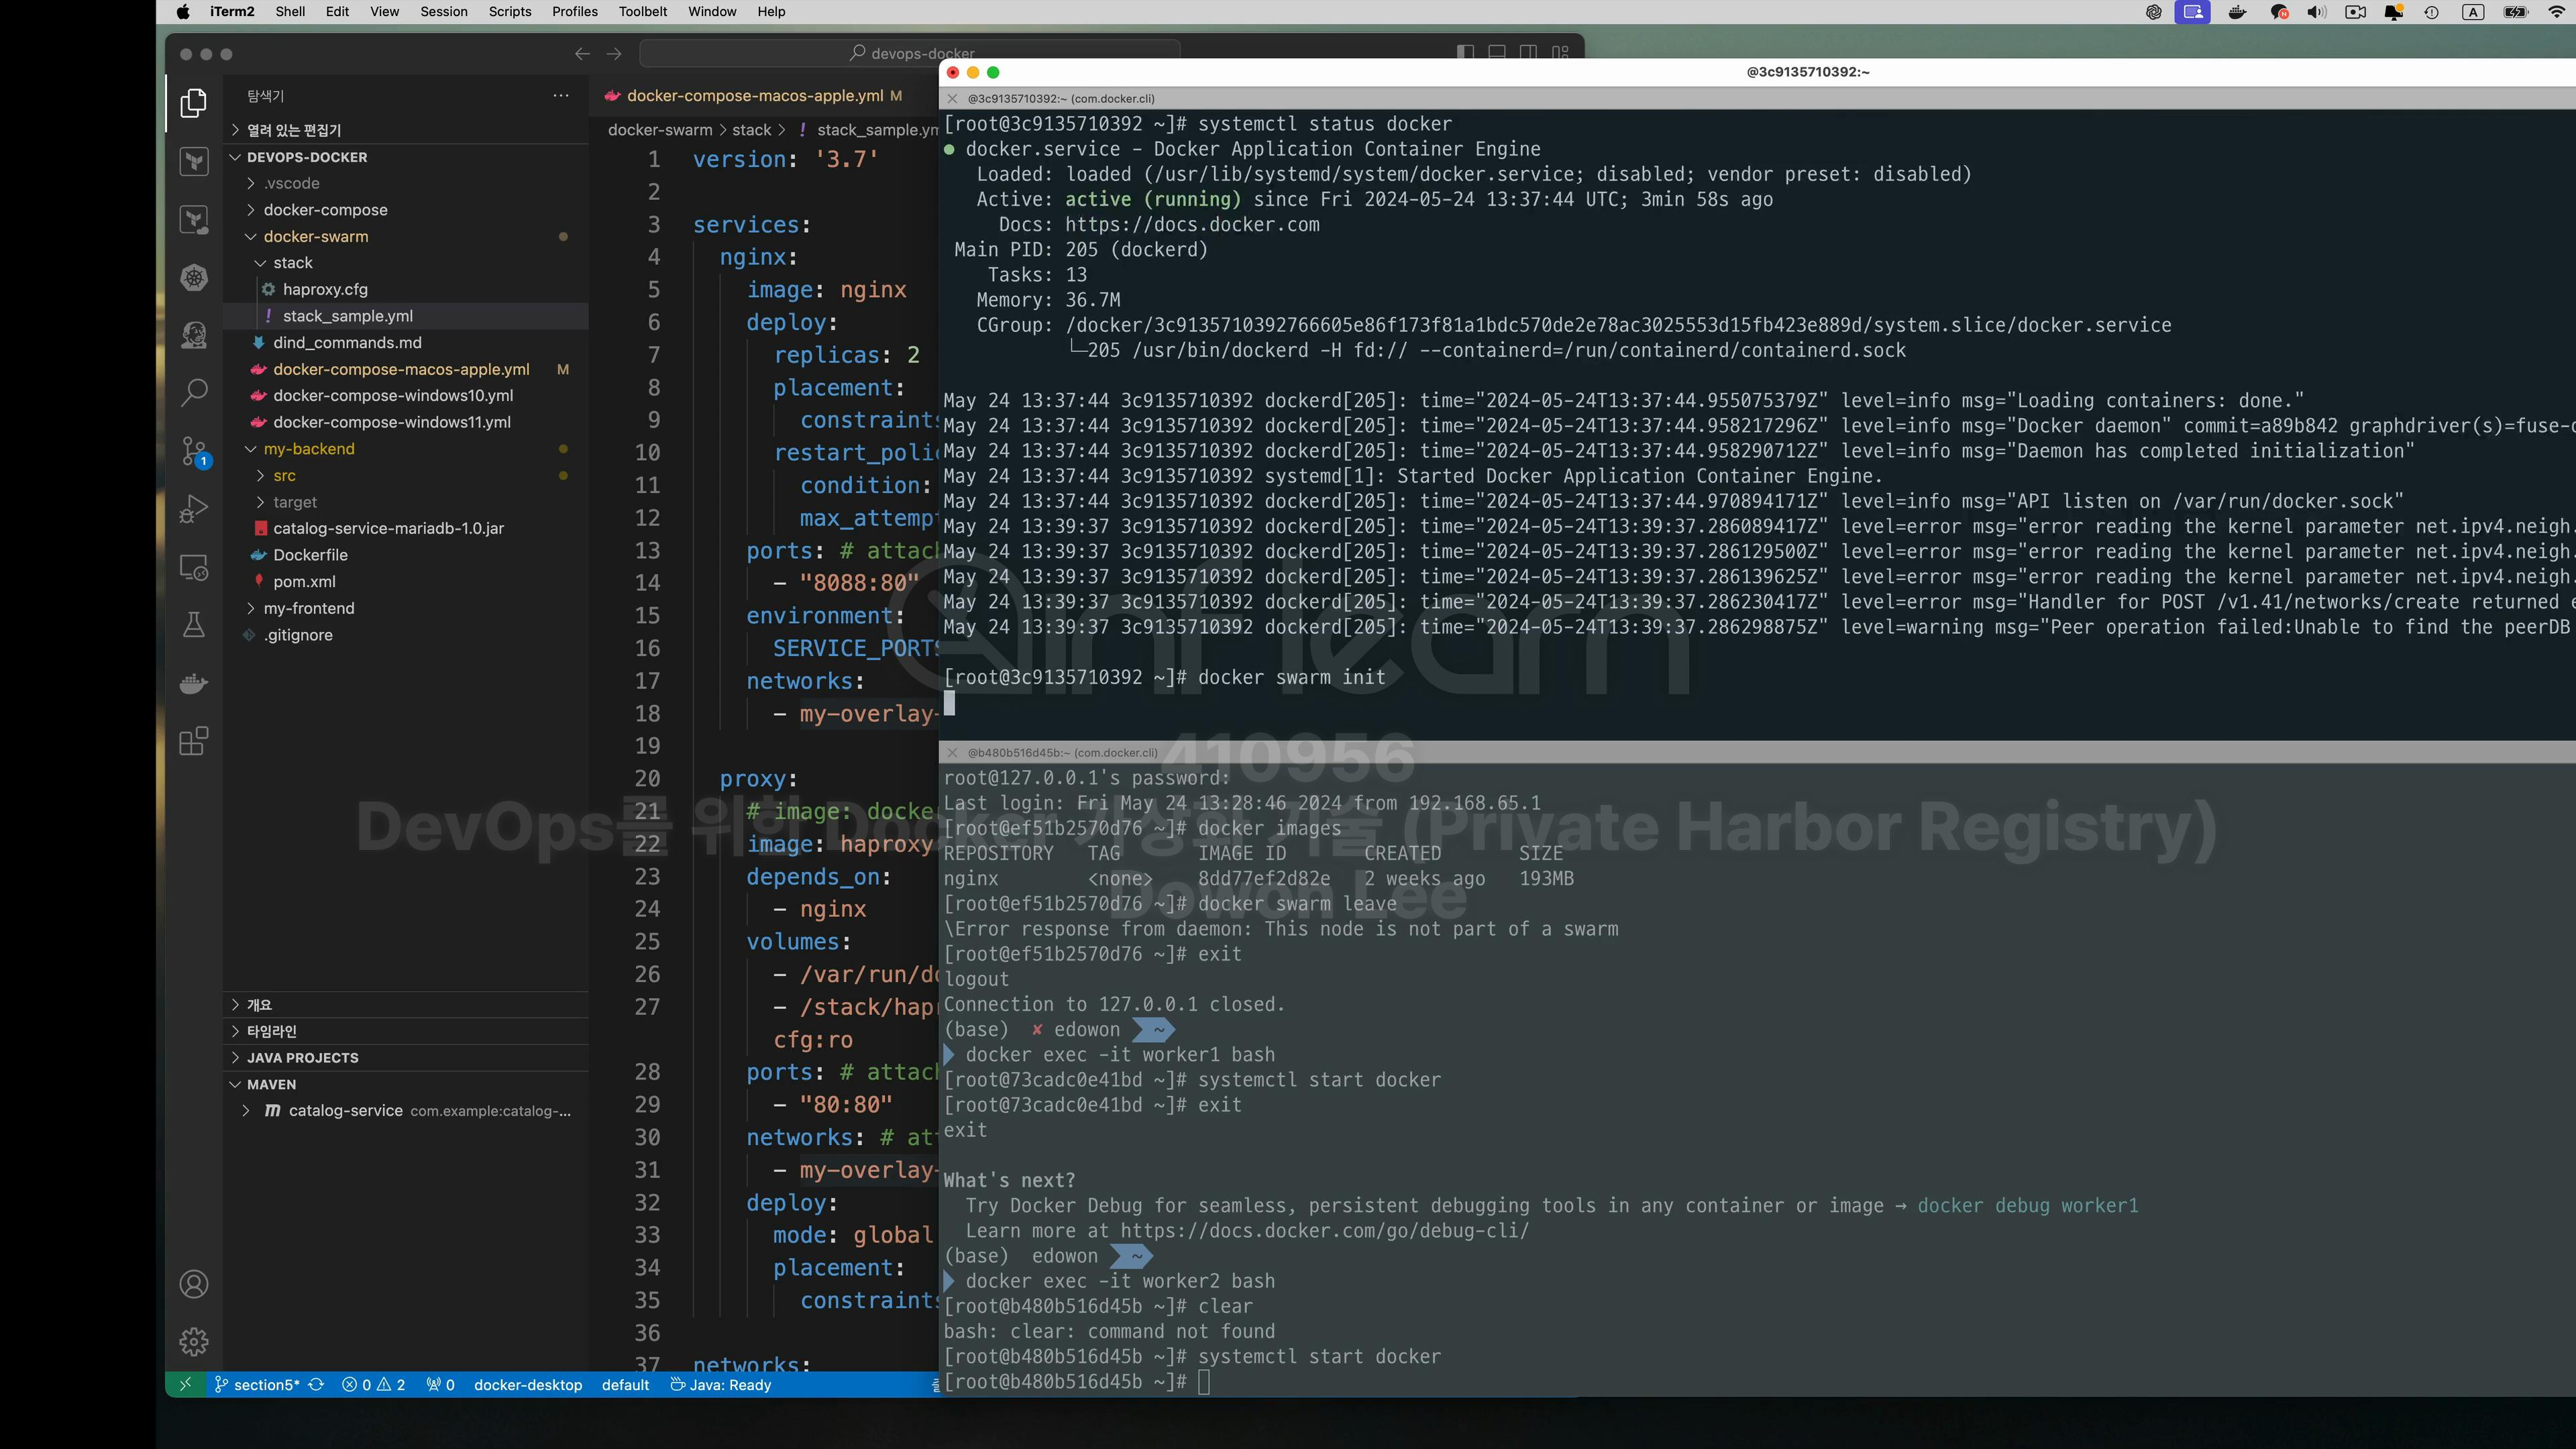 iTerm2 Shell Edit View Session Scripts Profiles Toolbelt Window Help
devops-docker
탐색기
열려 있는 편집기
DEVOPS-DOCKER
.vscode
docker-compose
docker-swarm
stack
haproxy.cfg
stack_sample.yml
dind_commands.md
docker-compose-macos-apple.yml M
docker-compose-windows10.yml
docker-compose-windows11.yml
my-backend
src
target
catalog-service-mariadb-1.0.jar
Dockerfile
pom.xml
my-frontend
.gitignore
개요
타임라인
JAVA PROJECTS
MAVEN
catalog-service com.example:catalog-...
docker-compose-macos-apple.yml M
docker-swarm > stack > ! stack_sample.ym
1 version: '3.7'
2
3 services:
4 nginx:
5 image: nginx
6 deploy:
7 replicas: 2
8 placement:
9 constraints
10 restart_polic
11 condition:
12 max_attempt
13 ports: # attach
14 - "8088:80"
15 environment:
16 SERVICE_PORTS
17 networks:
18 - my-overlay-
19
20 proxy:
21 # image: docke
22 image: haproxy
23 depends_on:
24 - nginx
25 volumes:
26 - /var/run/do
27 - /stack/hap
cfg:ro
28 ports: # attach
29 - "80:80"
30 networks: # att
31 - my-overlay-
32 deploy:
33 mode: global
34 placement:
35 constraints
36
37 networks:
section5* 0 2 0 docker-desktop default Java: Ready
@3c9135710392:~
@3c9135710392:~ (com.docker.cli)
[root@3c9135710392 ~]# systemctl status docker
● docker.service - Docker Application Container Engine
Loaded: loaded (/usr/lib/systemd/system/docker.service; disabled; vendor preset: disabled)
Active: active (running) since Fri 2024-05-24 13:37:44 UTC; 3min 58s ago
Docs: https://docs.docker.com
Main PID: 205 (dockerd)
Tasks: 13
Memory: 36.7M
CGroup: /docker/3c9135710392766605e86f173f81a1bdc570de2e78ac3025553d15fb423e889d/system.slice/docker.service
└─205 /usr/bin/dockerd -H fd:// --containerd=/run/containerd/containerd.sock
May 24 13:37:44 3c9135710392 dockerd[205]: time="2024-05-24T13:37:44.955075379Z" level=info msg="Loading containers: done."
May 24 13:37:44 3c9135710392 dockerd[205]: time="2024-05-24T13:37:44.958217296Z" level=info msg="Docker daemon" commit=a89b842 graphdriver(s)=fuse-o
May 24 13:37:44 3c9135710392 dockerd[205]: time="2024-05-24T13:37:44.958290712Z" level=info msg="Daemon has completed initialization"
May 24 13:37:44 3c9135710392 systemd[1]: Started Docker Application Container Engine.
May 24 13:37:44 3c9135710392 dockerd[205]: time="2024-05-24T13:37:44.970894171Z" level=info msg="API listen on /var/run/docker.sock"
May 24 13:39:37 3c9135710392 dockerd[205]: time="2024-05-24T13:39:37.286089417Z" level=error msg="error reading the kernel parameter net.ipv4.neigh.
May 24 13:39:37 3c9135710392 dockerd[205]: time="2024-05-24T13:39:37.286129500Z" level=error msg="error reading the kernel parameter net.ipv4.neigh.
May 24 13:39:37 3c9135710392 dockerd[205]: time="2024-05-24T13:39:37.286139625Z" level=error msg="error reading the kernel parameter net.ipv4.neigh.
May 24 13:39:37 3c9135710392 dockerd[205]: time="2024-05-24T13:39:37.286230417Z" level=error msg="Handler for POST /v1.41/networks/create returned e
May 24 13:39:37 3c9135710392 dockerd[205]: time="2024-05-24T13:39:37.286298875Z" level=warning msg="Peer operation failed:Unable to find the peerDB
[root@3c9135710392 ~]# docker swarm init
@b480b516d45b:~ (com.docker.cli)
root@127.0.0.1's password:
Last login: Fri May 24 13:28:46 2024 from 192.168.65.1
[root@ef51b2570d76 ~]# docker images
REPOSITORY TAG IMAGE ID CREATED SIZE
nginx <none> 8dd77ef2d82e 2 weeks ago 193MB
[root@ef51b2570d76 ~]# docker swarm leave
\Error response from daemon: This node is not part of a swarm
[root@ef51b2570d76 ~]# exit
logout
Connection to 127.0.0.1 closed.
(base) ✘ edowon ~
docker exec -it worker1 bash
[root@73cadc0e41bd ~]# systemctl start docker
[root@73cadc0e41bd ~]# exit
exit
What's next?
Try Docker Debug for seamless, persistent debugging tools in any container or image → docker debug worker1
Learn more at https://docs.docker.com/go/debug-cli/
(base) edowon ~
docker exec -it worker2 bash
[root@b480b516d45b ~]# clear
bash: clear: command not found
[root@b480b516d45b ~]# systemctl start docker
[root@b480b516d45b ~]#
inflearn
410956
DevOps를 위한 Docker 가상화 기술 (Private Harbor Registry)
Dowon Lee